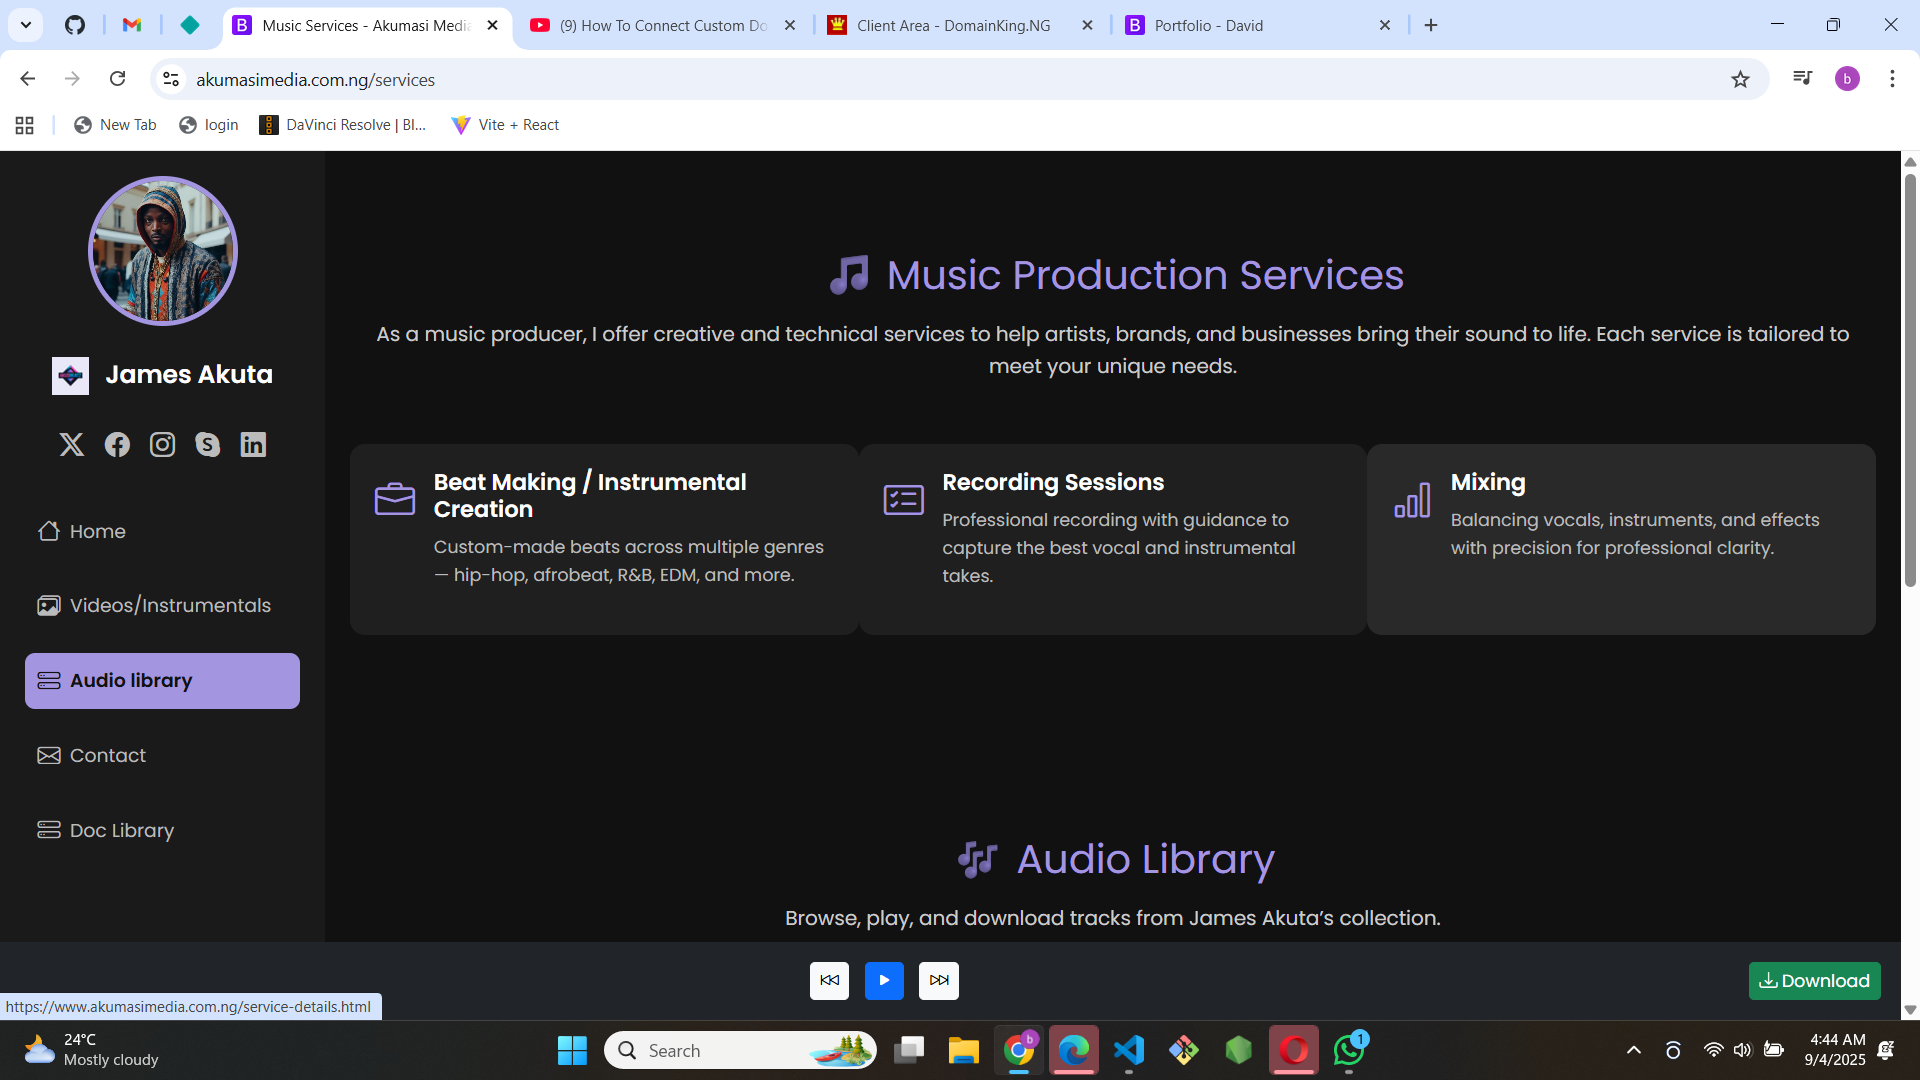 Music Services - Akumasi Media
(9) How To Connect Custom Do
Client Area - DomainKing.NG
Portfolio - David
akumasimedia.com.ng/services
b
New Tab
login
DaVinci Resolve | Bl...
Vite + React
James Akuta
Home
Videos/Instrumentals
Audio library
Contact
Doc Library
Music Production Services
As a music producer, I offer creative and technical services to help artists, brands, and businesses bring their sound to life. Each service is tailored to
meet your unique needs.
Beat Making / Instrumental
Creation
Custom-made beats across multiple genres
— hip-hop, afrobeat, R&B, EDM, and more.
Recording Sessions
Professional recording with guidance to
capture the best vocal and instrumental
takes.
Mixing
Balancing vocals, instruments, and effects
with precision for professional clarity.
Audio Library
Browse, play, and download tracks from James Akuta’s collection.
Download
https://www.akumasimedia.com.ng/service-details.html
24°C
Mostly cloudy
Search
b
1
4:44 AM
9/4/2025